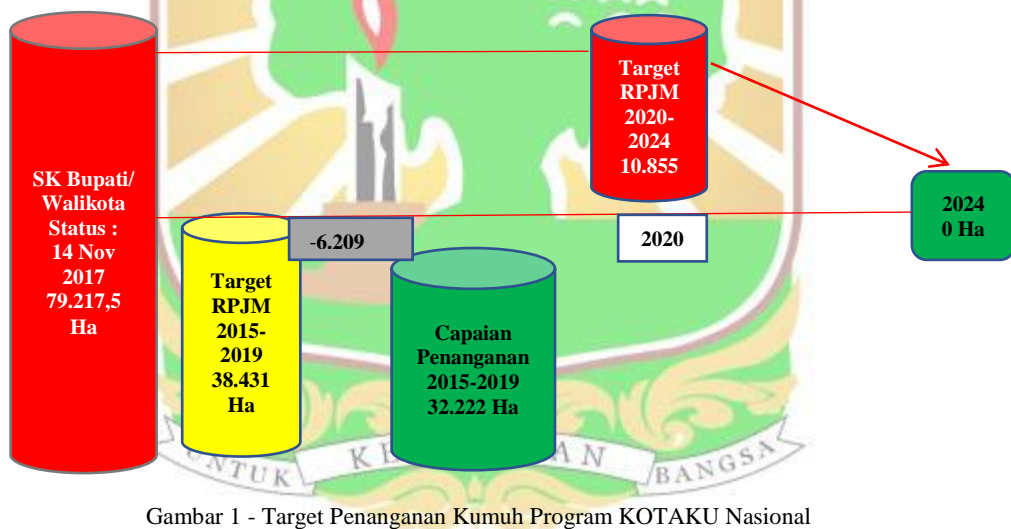 SK Bupati/
Walikota
Status :
14 Nov
2017
79.217,5
Ha
Target
RPJM
2015-
2019
38.431
Ha
-6.209
Capaian
Penanganan
2015-2019
32.222 Ha
Target
RPJM
2020-
2024
10.855
2020
2024
0 Ha
UNTUK
BANGSA
Gambar 1 - Target Penanganan Kumuh Program KOTAKU Nasional